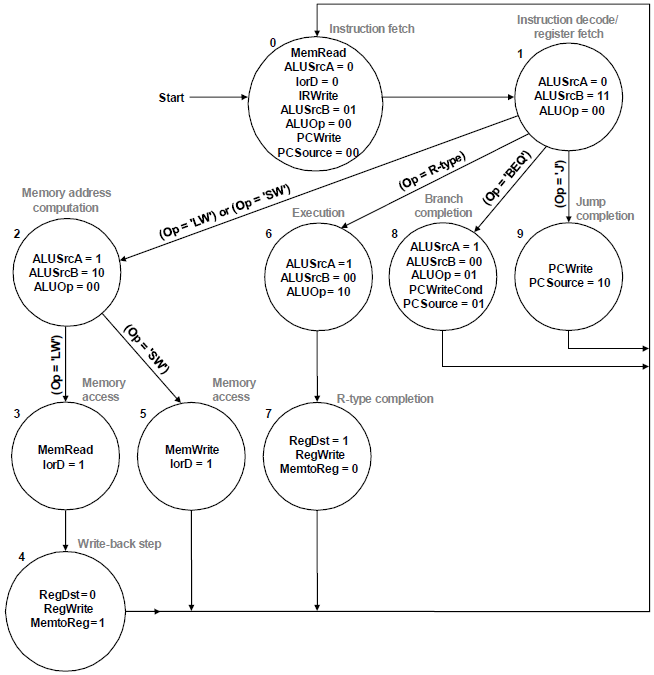 Instruction fetch
0
MemRead
ALUSrcA = 0
IorD = 0
IRWrite
ALUSrcB = 01
ALUOp = 00
PCWrite
PCSource = 00
Start
Instruction decode/
register fetch
1
ALUSrcA = 0
ALUSrcB = 11
ALUOp = 00
(Op = 'LW') or (Op = 'SW')
(Op = R-type)
(Op = 'BEQ')
(Op = 'J')
Memory address
computation
2
ALUSrcA = 1
ALUSrcB = 10
ALUOp = 00
Execution
6
ALUSrcA =1
ALUSrcB = 00
ALUOp= 10
Branch
completion
8
ALUSrcA = 1
ALUSrcB = 00
ALUOp = 01
PCWriteCond
PCSource = 01
Jump
completion
9
PCWrite
PCSource = 10
(Op = 'LW')
(Op = 'SW')
Memory
access
3
MemRead
IorD = 1
Memory
access
5
MemWrite
IorD = 1
R-type completion
7
RegDst = 1
RegWrite
MemtoReg = 0
Write-back step
4
RegDst= 0
RegWrite
MemtoReg=1